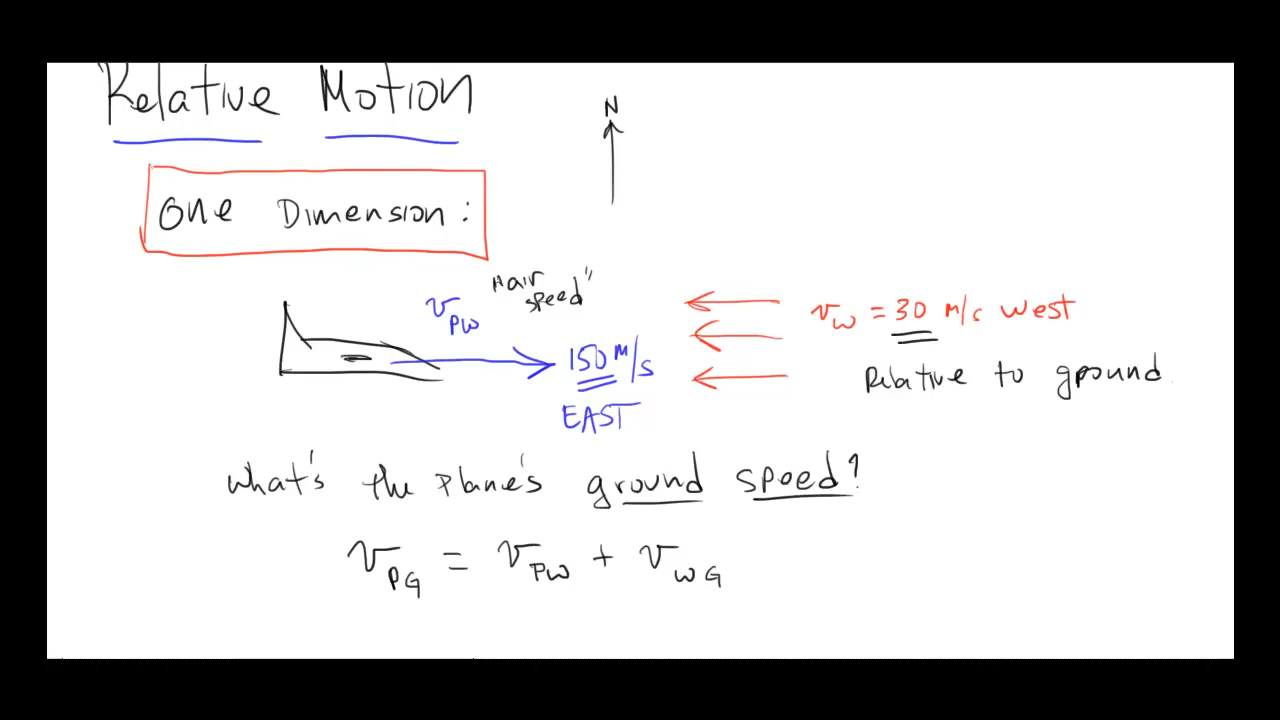 Relative Motion
N
One Dimension:
"air speed"
v_PW
150 m/s
EAST
v_w = 30 m/s west
Relative to ground
what's the plane's ground speed?
v_PG = v_PW + v_WG